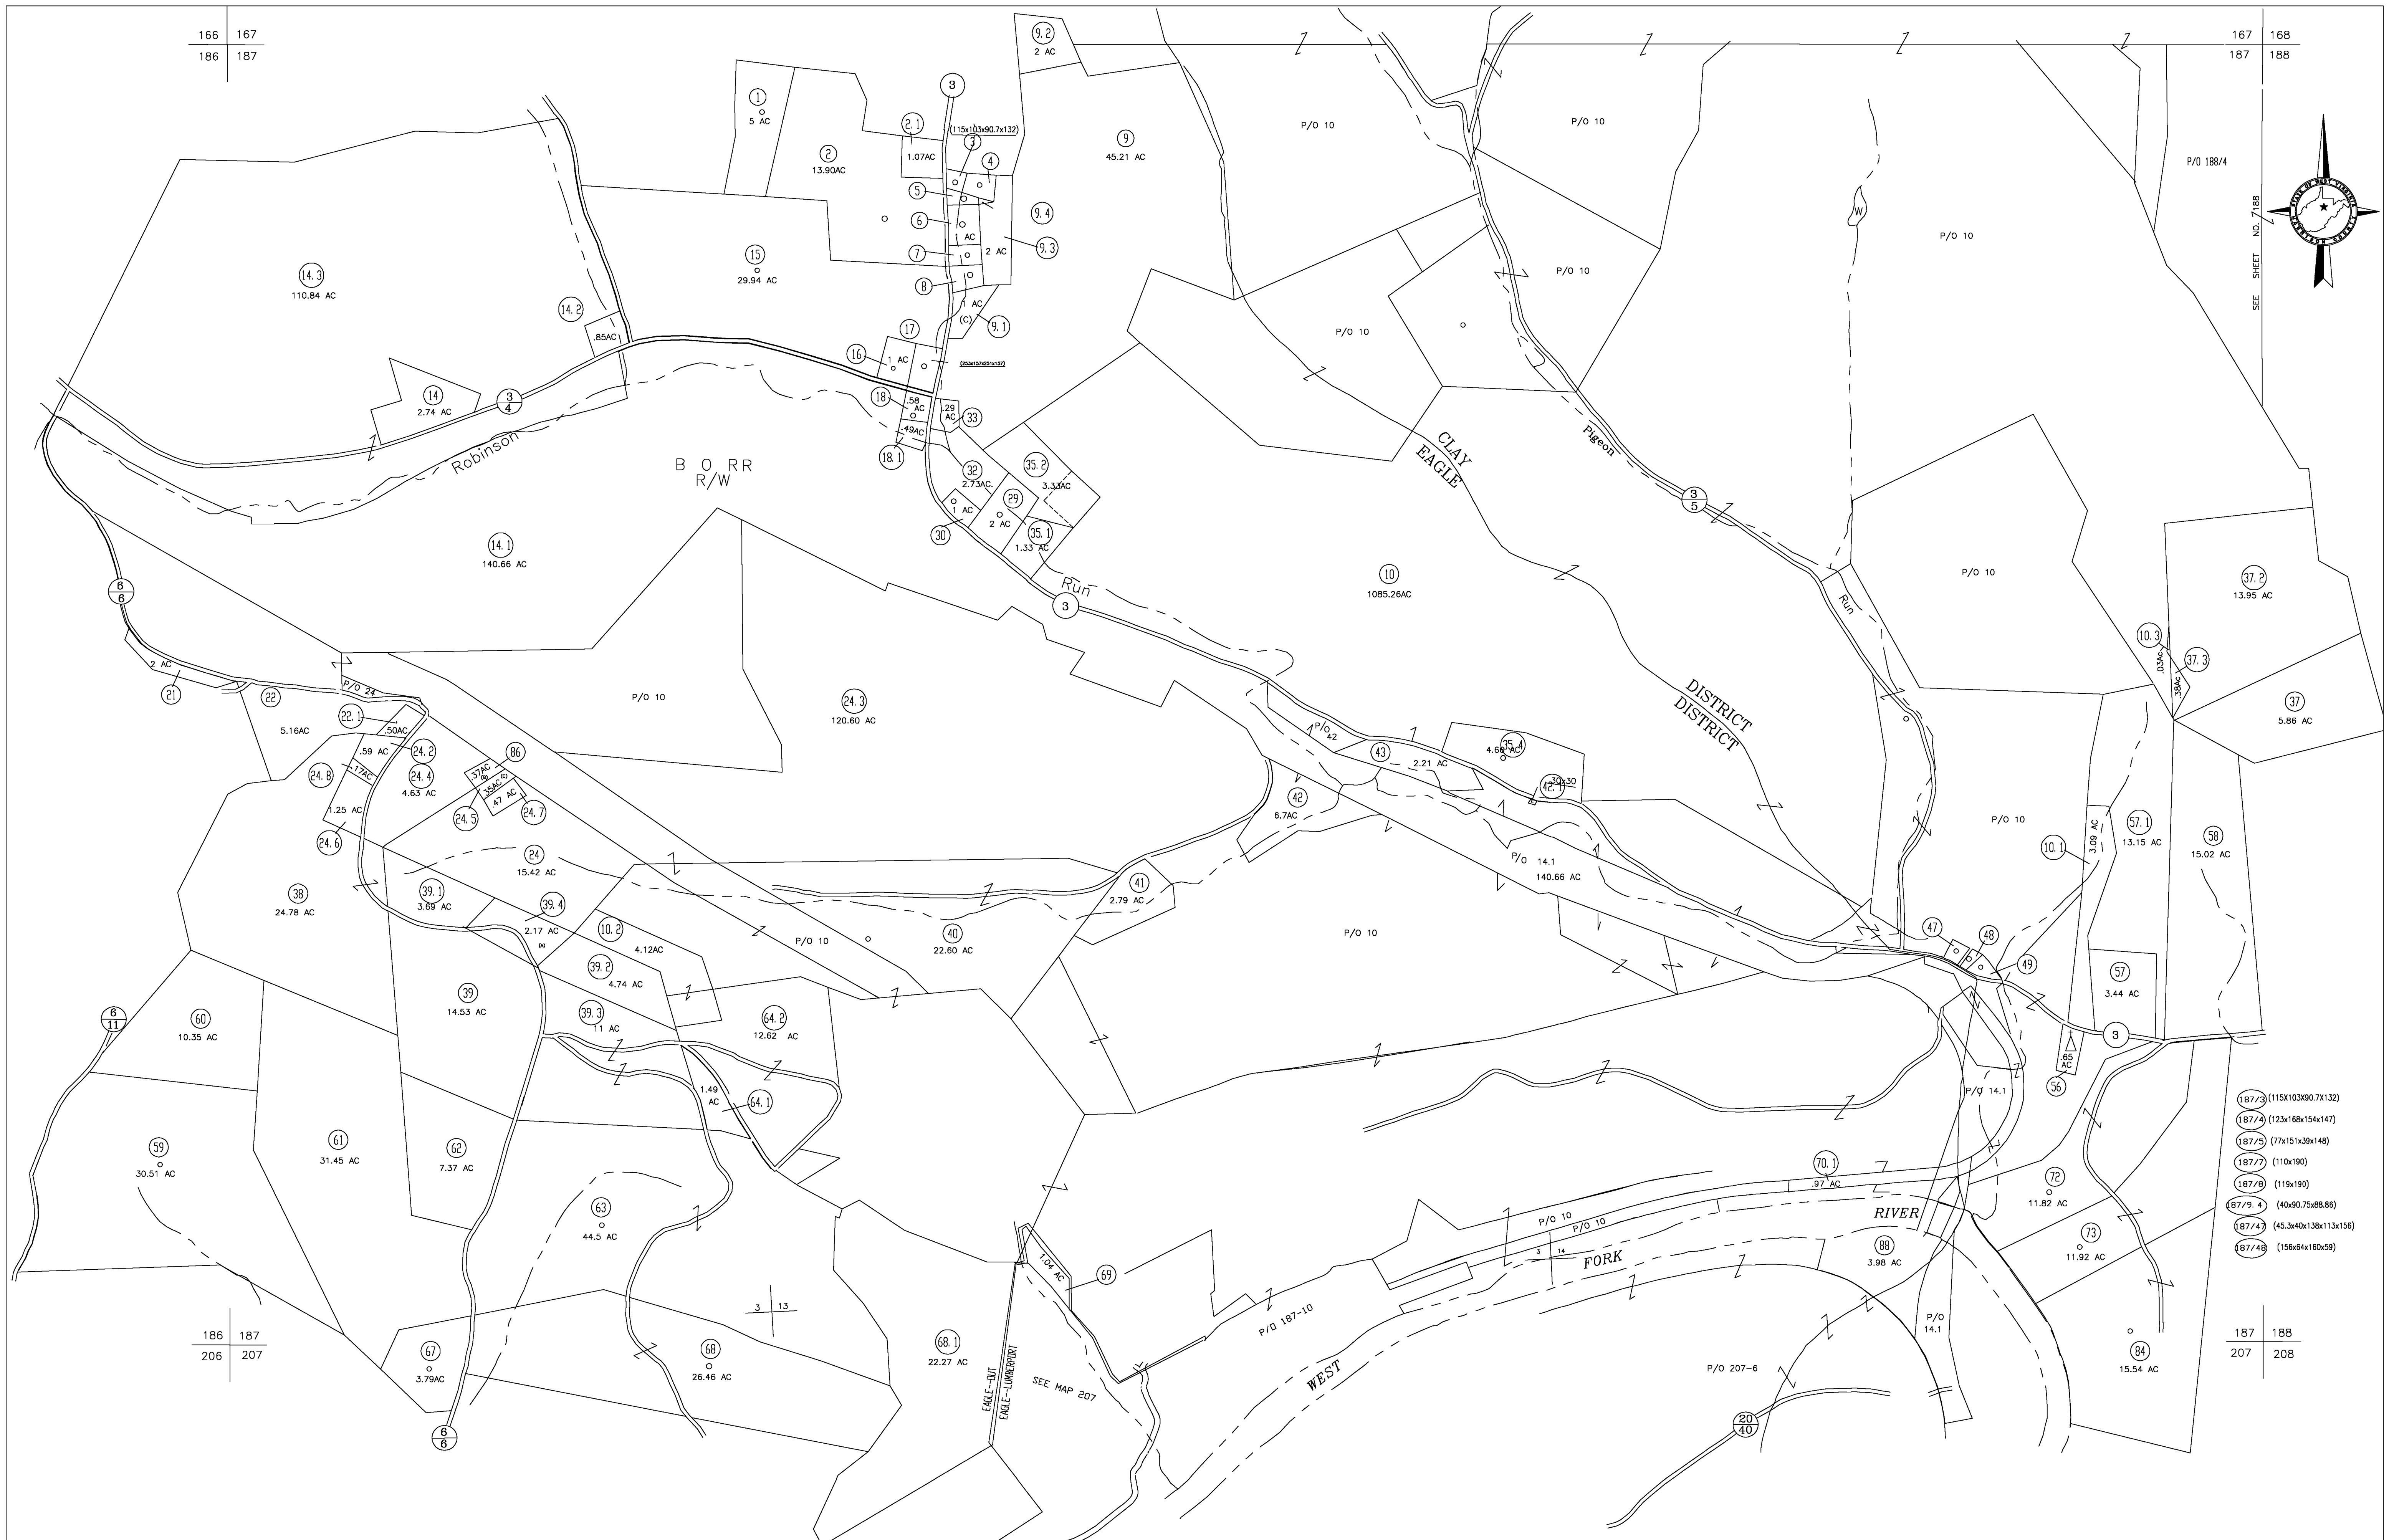 166 167
186 187
167 168
187 188
9.2
2 AC
3
1
5 AC
2
13.90AC
2.1
1.07AC
(115x103x90.7x132)
3
4
9
45.21 AC
P/O 10
P/O 10
P/O 188/4
STATE OF WEST VIRGINIA
HARRISON COUNTY
SEE SHEET NO. 188
5
6
1 AC
7
2 AC
8
9.4
9.3
1 AC
(C)
9.1
W
P/O 10
P/O 10
P/O 10
14.3
110.84 AC
15
29.94 AC
14.2
.85AC
17
16
1 AC
(253x157x251x157)
14
2.74 AC
3
4
18
.58
AC
.29
AC
33
.49AC
18.1
Robinson
B O RR
R/W
32
2.73AC.
35.2
3.33AC
29
2 AC
1 AC
30
35.1
1.33 AC
CLAY
EAGLE
Pigeon
3
5
14.1
140.66 AC
Run
3
10
1085.26AC
Run
P/O 10
37.2
13.95 AC
6
6
2 AC
21
22
5.16AC
P/O 24
22.1
.50AC
P/O 10
24.3
120.60 AC
DISTRICT
DISTRICT
10.3
.03Ac
37.3
.38Ac
37
5.86 AC
.59 AC
24.2
.17AC
24.8
24.4
4.63 AC
1.25 AC
24.6
86
.37AC
.35AC
.47 AC
24.5
24.7
P/O
42
43
2.21 AC
35.4
4.66 AC
30x30
42.1
42
6.7AC
P/O 10
10.1
3.09 AC
57.1
13.15 AC
58
15.02 AC
24
15.42 AC
P/O 14.1
140.66 AC
38
24.78 AC
39.1
3.69 AC
39.4
2.17 AC
10.2
4.12AC
41
2.79 AC
P/O 10
40
22.60 AC
P/O 10
39.2
4.74 AC
47
48
49
57
3.44 AC
39
14.53 AC
39.3
11 AC
64.2
12.62 AC
6
11
60
10.35 AC
3
.65
AC
56
1.49
AC
64.1
P/O 14.1
187/3 (115X103X90.7X132)
187/4 (123x168x154x147)
187/5 (77x151x39x148)
187/7 (110x190)
187/8 (119x190)
187/9.4 (40x90.75x88.86)
187/47 (45.3x40x138x113x156)
187/48 (156x64x160x59)
59
30.51 AC
61
31.45 AC
62
7.37 AC
63
44.5 AC
70.1
.97 AC
72
11.82 AC
P/O 10
P/O 10
RIVER
73
11.92 AC
3 14
FORK
88
3.98 AC
1.04 AC
69
3 13
P/O 187-10
186 187
206 207
67
3.79AC
68
26.46 AC
68.1
22.27 AC
EAGLE--OUT
EAGLE--LUMBERPORT
SEE MAP 207
WEST
P/O
14.1
P/O 207-6
84
15.54 AC
187 188
207 208
6
6
20
40